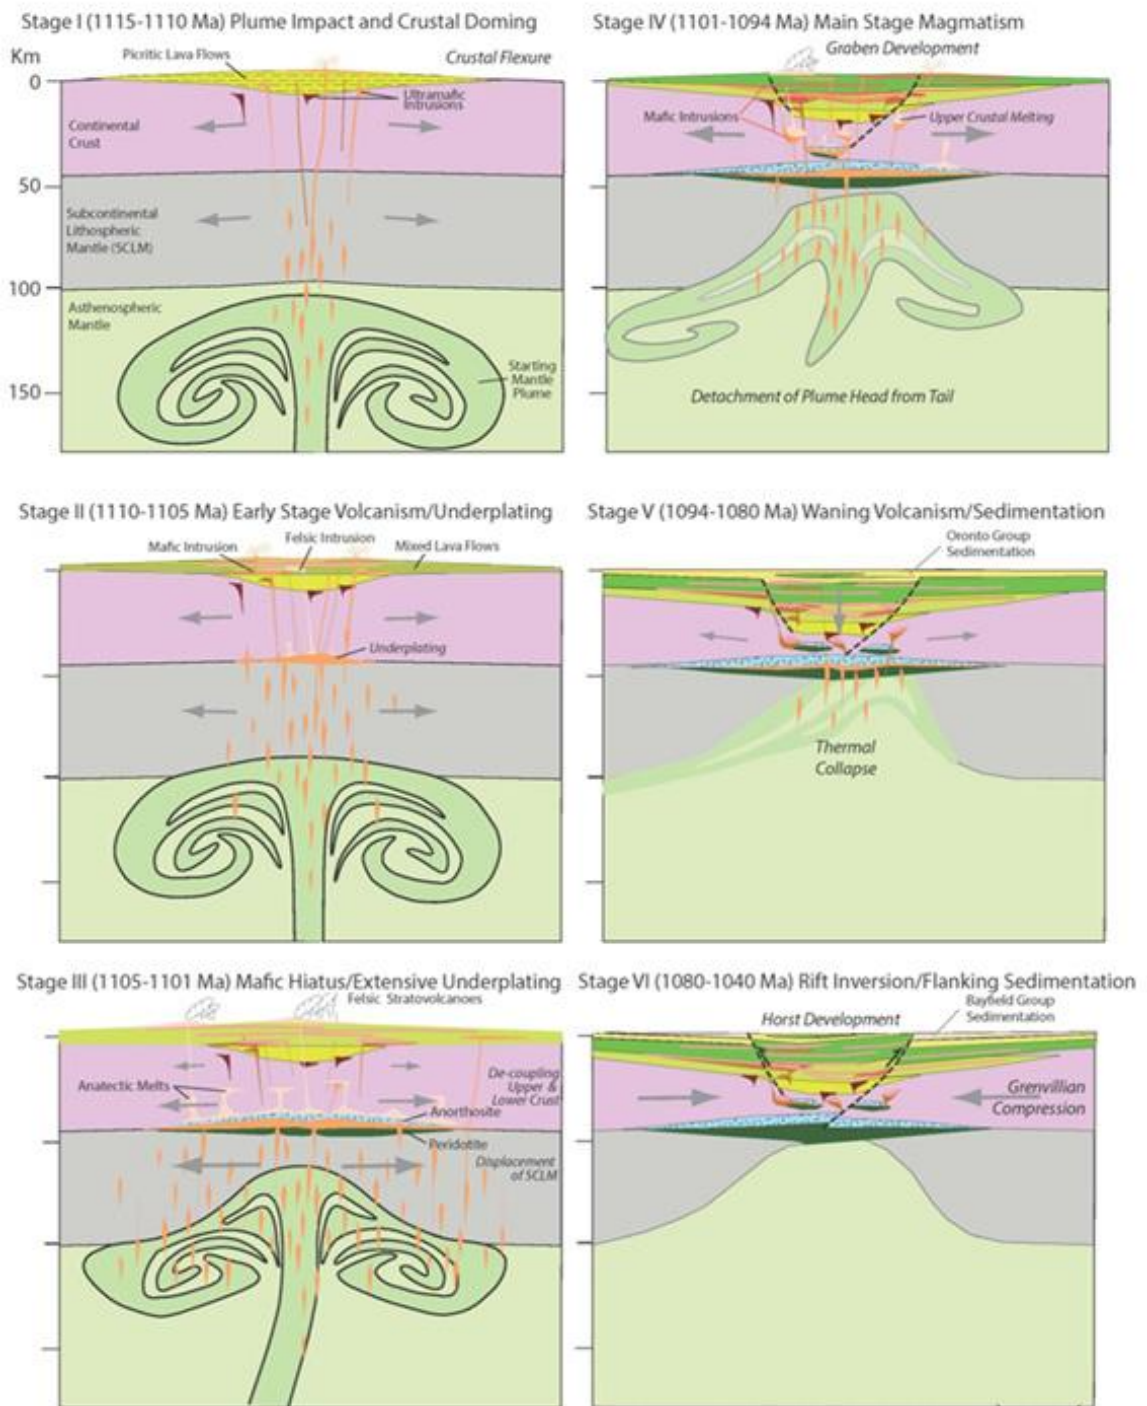 Stage I (1115-1110 Ma) Plume Impact and Crustal Doming
Km
Picritic Lava Flows
Crustal Flexure
0
Ultramafic
Intrusions
Continental
Crust
50
Subcontinental
Lithospheric
Mantle (SCLM)
100
Asthenospheric
Mantle
Starting
Mantle
Plume
150
Stage IV (1101-1094 Ma) Main Stage Magmatism
Graben Development
Mafic Intrusions
Upper Crustal Melting
Detachment of Plume Head from Tail
Stage II (1110-1105 Ma) Early Stage Volcanism/Underplating
Felsic Intrusion
Mafic Intrusion
Mixed Lava Flows
Underplating
Stage V (1094-1080 Ma) Waning Volcanism/Sedimentation
Oronto Group
Sedimentation
Thermal
Collapse
Stage III (1105-1101 Ma) Mafic Hiatus/Extensive Underplating
Felsic Stratovolcanoes
De-coupling
Upper &
Lower Crust
Anatectic Melts
Anorthosite
Peridotite
Displacement
of SCLM
Stage VI (1080-1040 Ma) Rift Inversion/Flanking Sedimentation
Bayfield Group
Sedimentation
Horst Development
Grenvillian
Compression